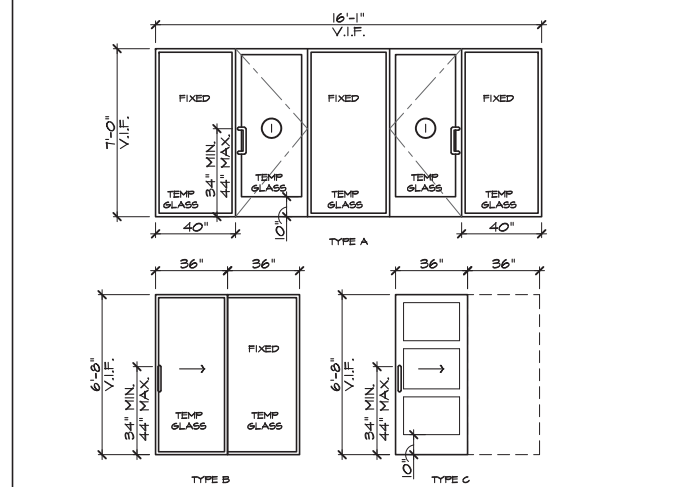 16'-1"
V.I.F.
7'-0"
V.I.F.
FIXED
FIXED
FIXED
1
1
34" MIN.
44" MAX.
TEMP
GLASS
TEMP
GLASS
TEMP
GLASS
TEMP
GLASS
TEMP
GLASS
40"
10"
40"
TYPE A
36"
36"
6'-8"
V.I.F.
34" MIN.
44" MAX.
FIXED
TEMP
GLASS
TEMP
GLASS
TYPE B
36"
36"
6'-8"
V.I.F.
34" MIN.
44" MAX.
10"
TYPE C